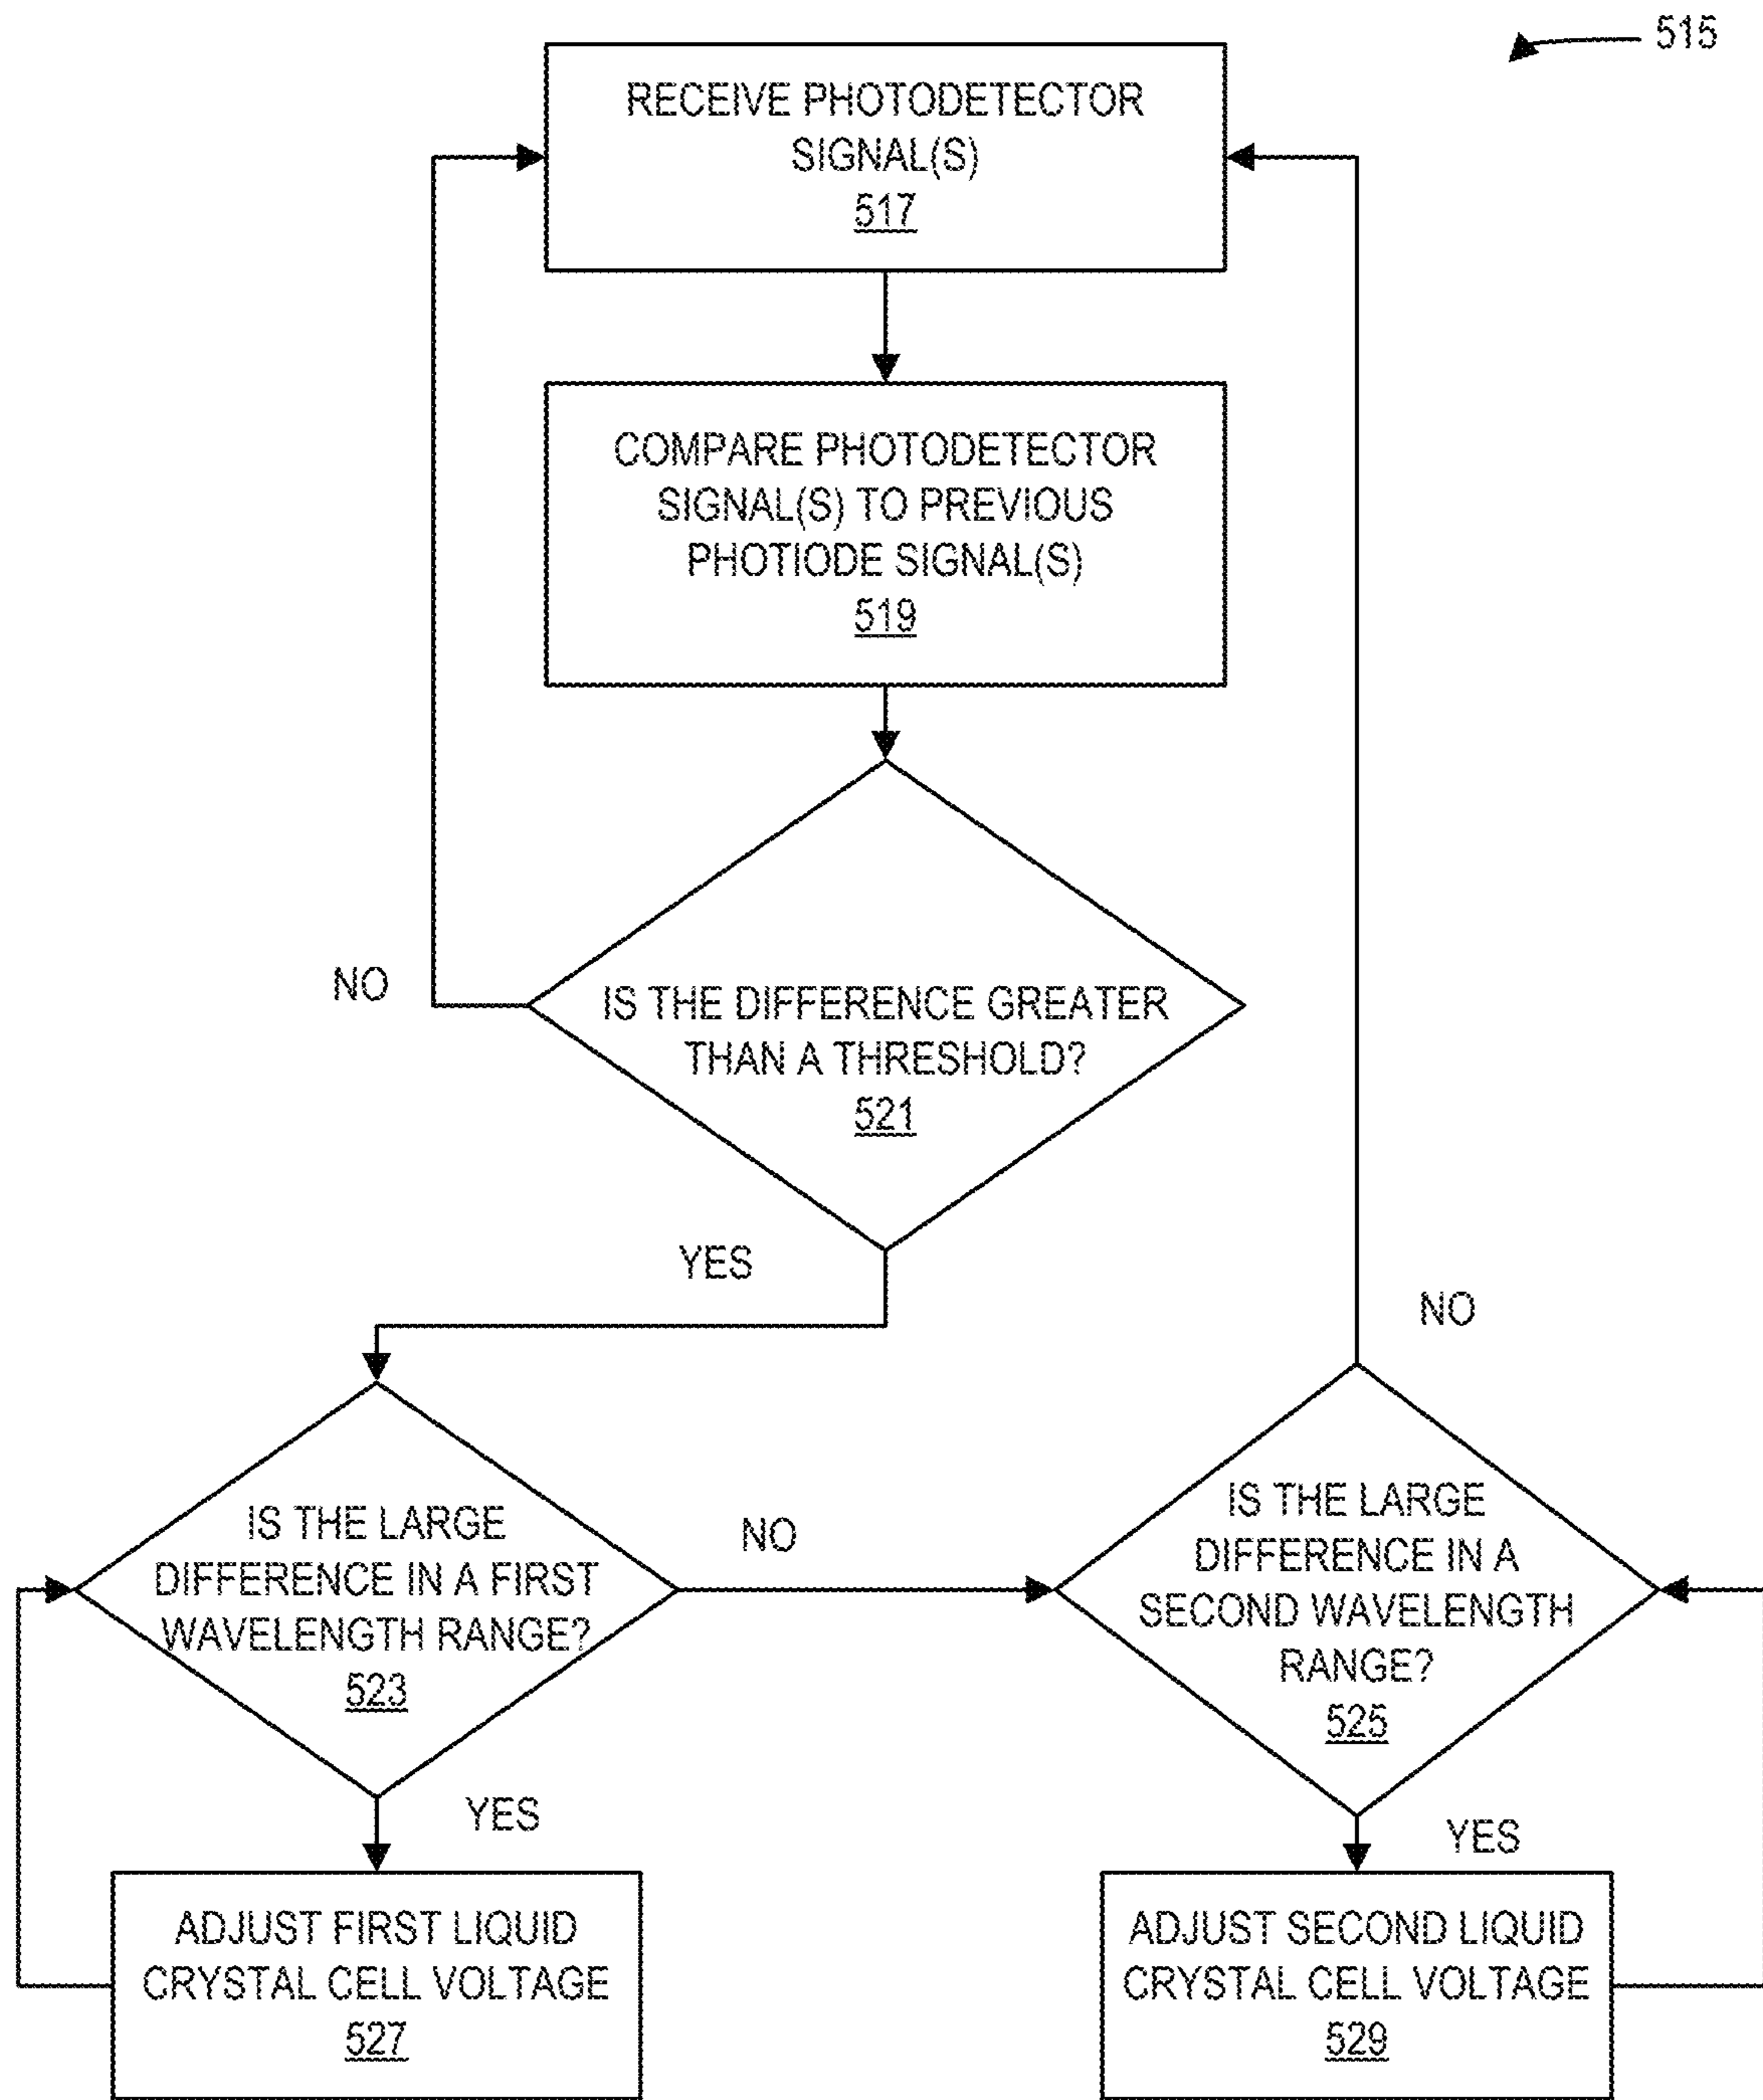 515
RECEIVE PHOTODETECTOR
SIGNAL(S)
517
COMPARE PHOTODETECTOR
SIGNAL(S) TO PREVIOUS
PHOTIODE SIGNAL(S)
519
NO
IS THE DIFFERENCE GREATER
THAN A THRESHOLD?
521
YES
NO
IS THE LARGE
DIFFERENCE IN A FIRST
WAVELENGTH RANGE?
523
NO
IS THE LARGE
DIFFERENCE IN A
SECOND WAVELENGTH
RANGE?
525
YES
YES
ADJUST FIRST LIQUID
CRYSTAL CELL VOLTAGE
527
ADJUST SECOND LIQUID
CRYSTAL CELL VOLTAGE
529